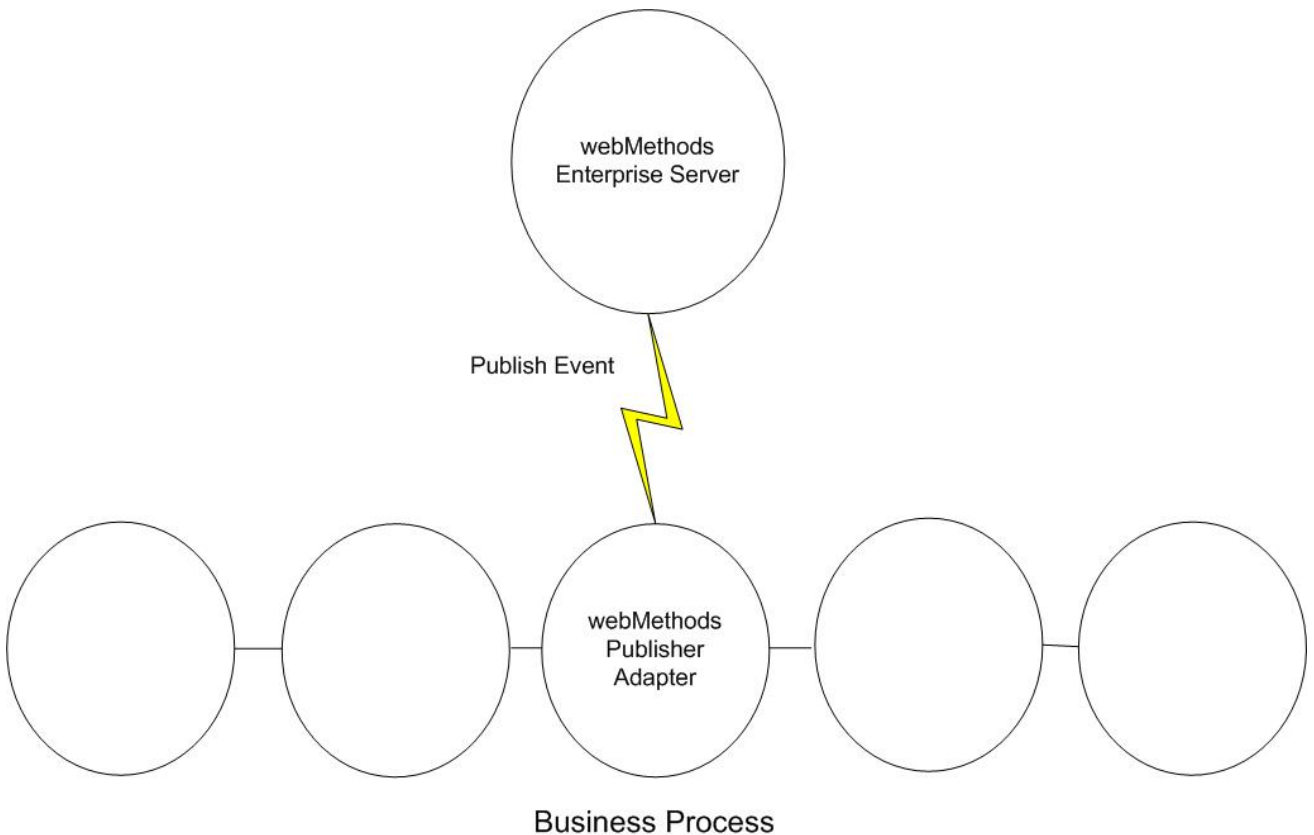 webMethods
Enterprise Server
Publish Event
webMethods
Publisher
Adapter
Business Process